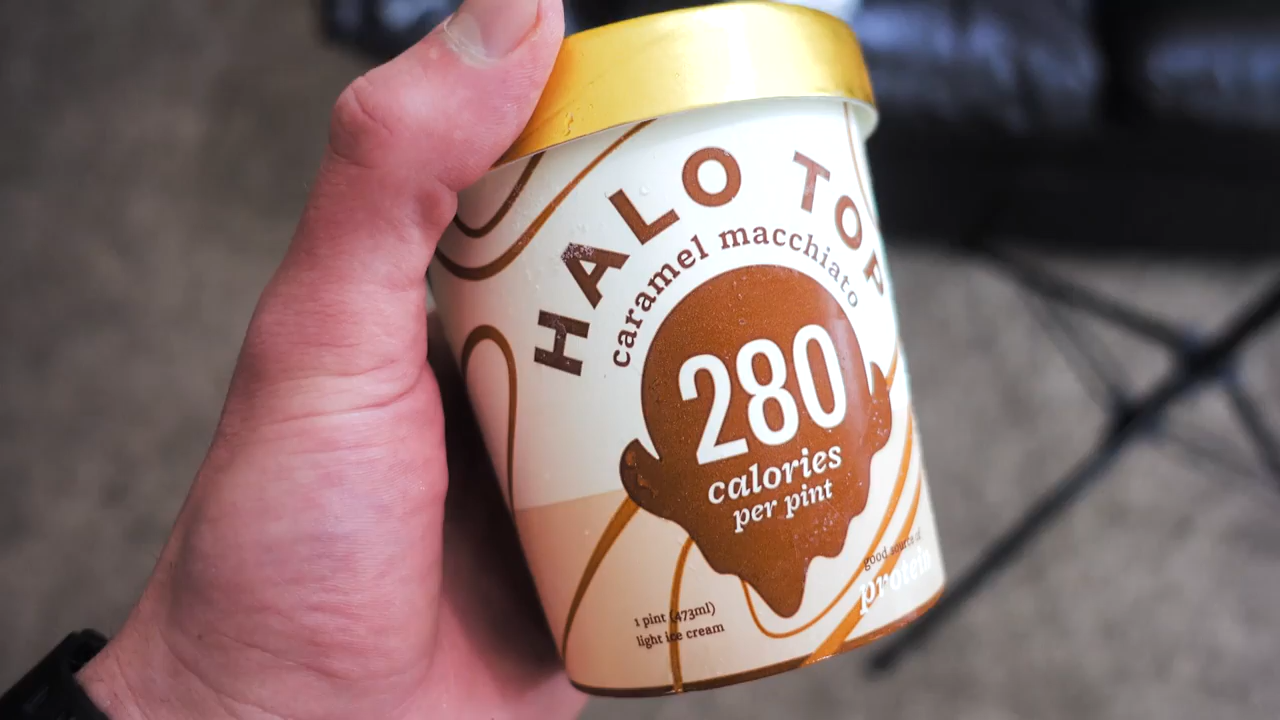 HALO TOP
caramel macchiato
280
calories
per pint
good source of
protein
1 pint (473ml)
light ice cream